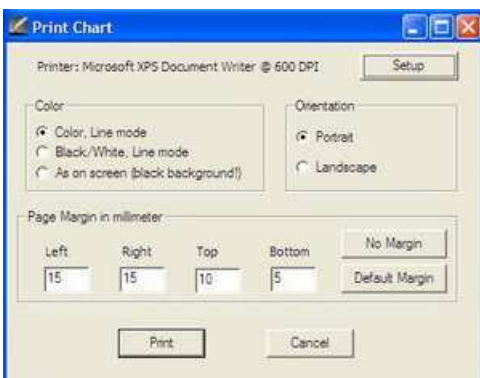 Print Chart
Printer: Microsoft XPS Document Writer @ 600 DPI
Setup
Color
Orientation
Color, Line mode
Black/White, Line mode
As on screen (black background!)
Portrait
Landscape
Page Margin in millimeter
Left Right Top Bottom
No Margin
15 15 10 5
Default Margin
Print Cancel